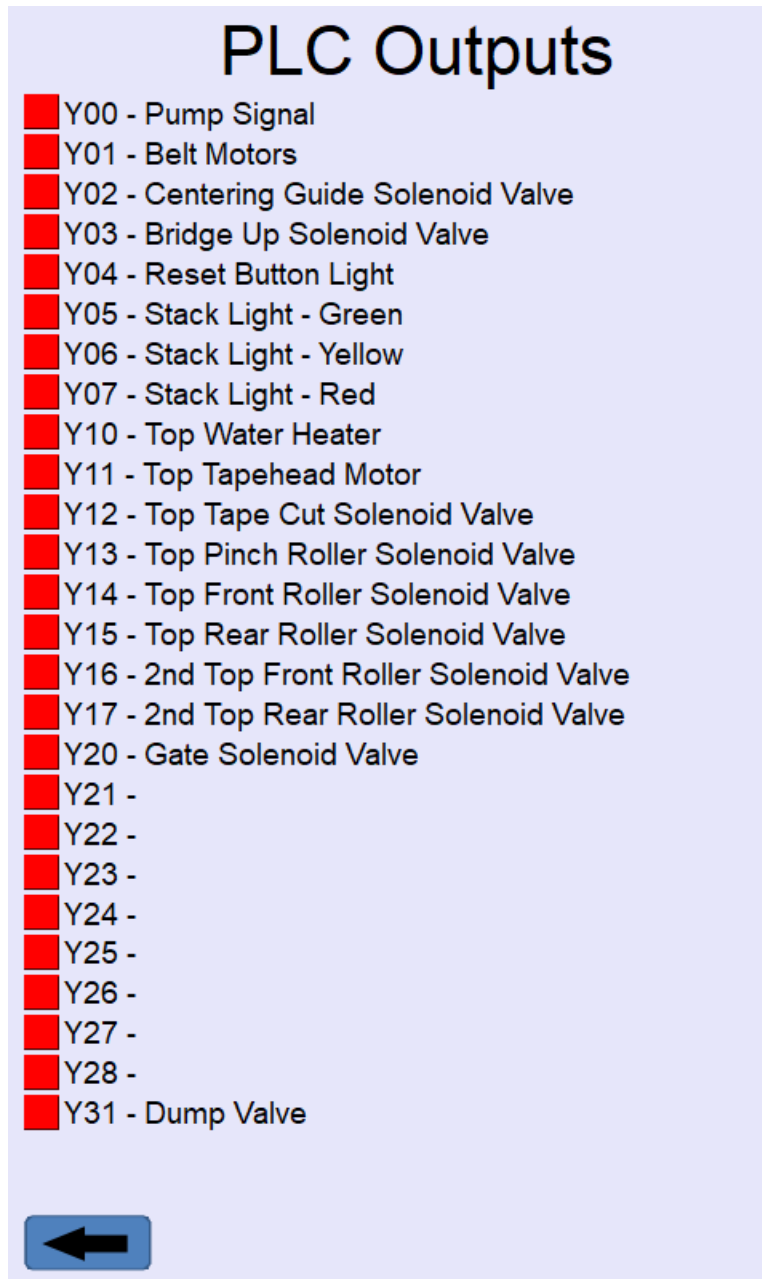 PLC Outputs
Y00 - Pump Signal
Y01 - Belt Motors
Y02 - Centering Guide Solenoid Valve
Y03 - Bridge Up Solenoid Valve
Y04 - Reset Button Light
Y05 - Stack Light - Green
Y06 - Stack Light - Yellow
Y07 - Stack Light - Red
Y10 - Top Water Heater
Y11 - Top Tapehead Motor
Y12 - Top Tape Cut Solenoid Valve
Y13 - Top Pinch Roller Solenoid Valve
Y14 - Top Front Roller Solenoid Valve
Y15 - Top Rear Roller Solenoid Valve
Y16 - 2nd Top Front Roller Solenoid Valve
Y17 - 2nd Top Rear Roller Solenoid Valve
Y20 - Gate Solenoid Valve
Y21 -
Y22 -
Y23 -
Y24 -
Y25 -
Y26 -
Y27 -
Y28 -
Y31 - Dump Valve